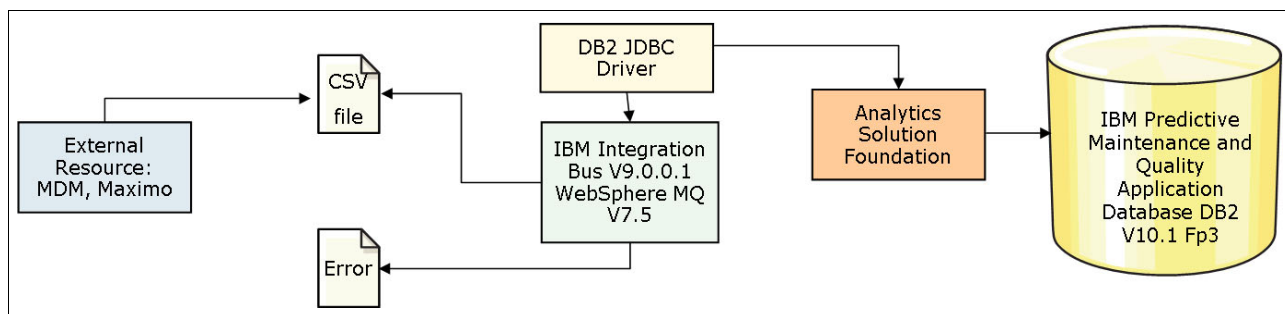 External
Resource:
MDM, Maximo
CSV
file
Error
DB2 JDBC
Driver
IBM Integration
Bus V9.0.0.1
WebSphere MQ
V7.5
Analytics
Solution
Foundation
IBM Predictive
Maintenance and
Quality
Application
Database DB2
V10.1 Fp3